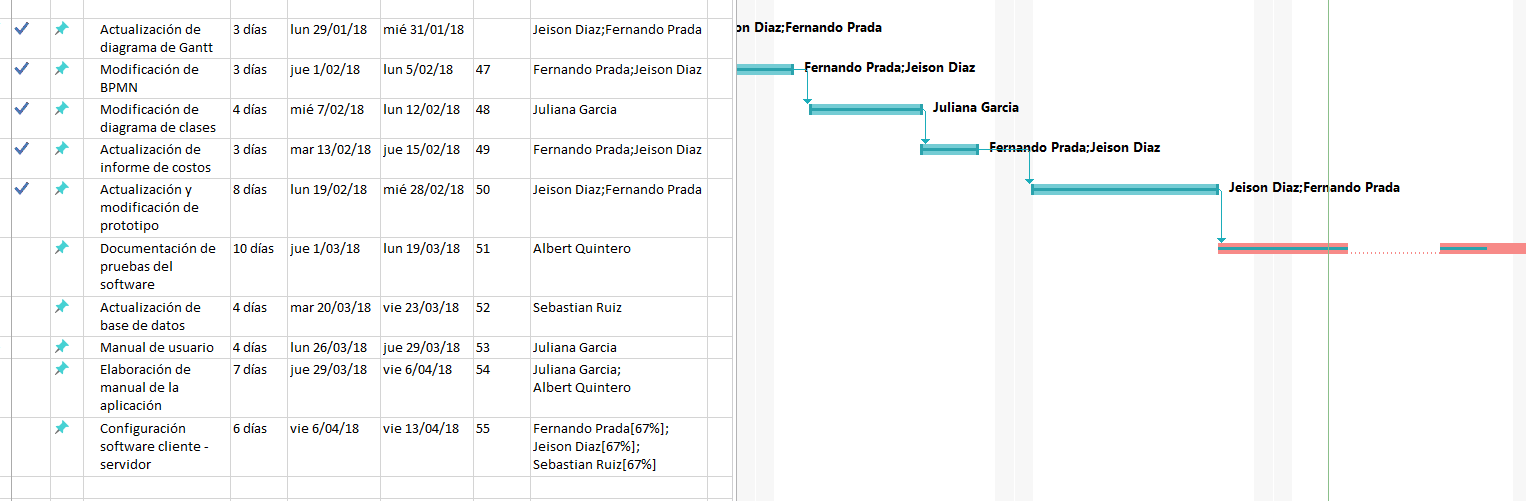 Actualización de diagrama de Gantt 3 días lun 29/01/18 mié 31/01/18 Jeison Diaz;Fernando Prada
on Diaz;Fernando Prada
Modificación de BPMN 3 días jue 1/02/18 lun 5/02/18 47 Fernando Prada;Jeison Diaz
Fernando Prada;Jeison Diaz
Modificación de diagrama de clases 4 días mié 7/02/18 lun 12/02/18 48 Juliana Garcia
Juliana Garcia
Actualización de informe de costos 3 días mar 13/02/18 jue 15/02/18 49 Fernando Prada;Jeison Diaz
Fernando Prada;Jeison Diaz
Actualización y modificación de prototipo 8 días lun 19/02/18 mié 28/02/18 50 Jeison Diaz;Fernando Prada
Jeison Diaz;Fernando Prada
Documentación de pruebas del software 10 días jue 1/03/18 lun 19/03/18 51 Albert Quintero
Actualización de base de datos 4 días mar 20/03/18 vie 23/03/18 52 Sebastian Ruiz
Manual de usuario 4 días lun 26/03/18 jue 29/03/18 53 Juliana Garcia
Elaboración de manual de la aplicación 7 días jue 29/03/18 vie 6/04/18 54 Juliana Garcia; Albert Quintero
Configuración software cliente - servidor 6 días vie 6/04/18 vie 13/04/18 55 Fernando Prada[67%]; Jeison Diaz[67%]; Sebastian Ruiz[67%]